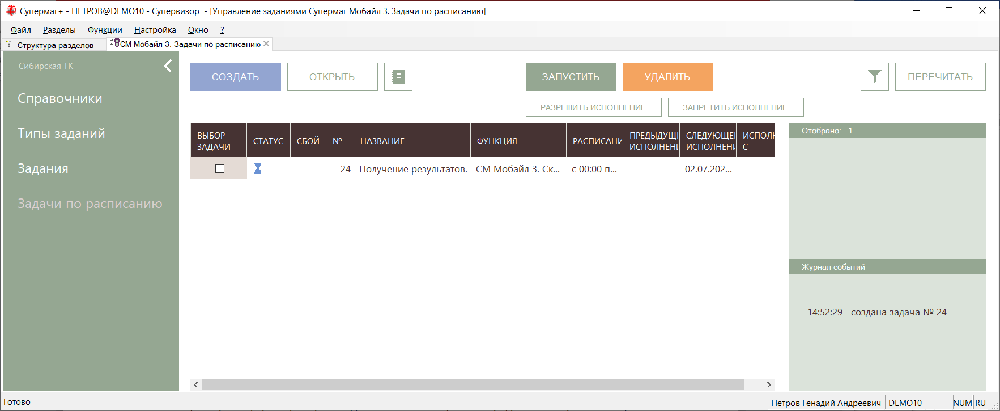 Супермаг+ - ПЕТРОВ@DEMO10 - Супервизор - [Управление заданиями Супермаг Мобайл 3. Задачи по расписанию]
Файл Разделы Функции Настройка Окно ?
Структура разделов СМ Мобайл 3. Задачи по расписанию
Сибирская ТК
Справочники
Типы заданий
Задания
Задачи по расписанию
СОЗДАТЬ ОТКРЫТЬ ЗАПУСТИТЬ УДАЛИТЬ ПЕРЕЧИТАТЬ
РАЗРЕШИТЬ ИСПОЛНЕНИЕ ЗАПРЕТИТЬ ИСПОЛНЕНИЕ
ВЫБОР ЗАДАЧИ СТАТУС СБОЙ № НАЗВАНИЕ ФУНКЦИЯ РАСПИСАНИ ПРЕДЫДУЩ ИСПОЛНЕН СЛЕДУЮЩЕ ИСПОЛНЕН ИСПОЛН С
24 Получение результатов. СМ Мобайл 3. Ск... с 00:00 п... 02.07.202...
Отобрано: 1
Журнал событий
14:52:29 создана задача № 24
Готово Петров Генадий Андреевич DEMO10 NUM RU